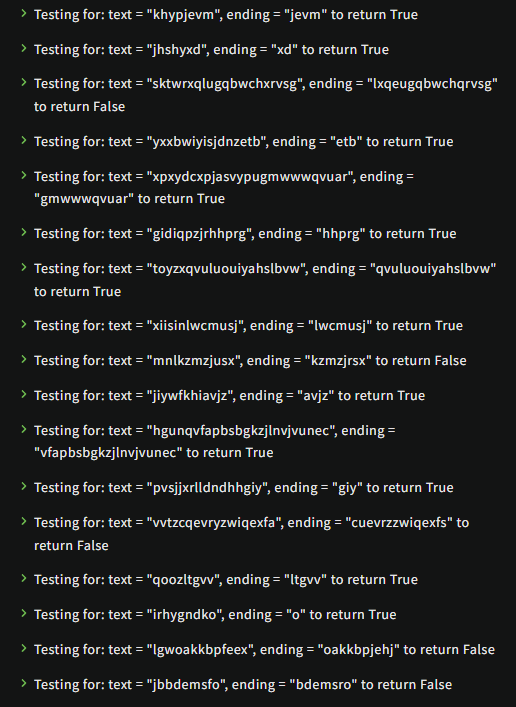 Testing for: text = "khypjevm", ending = "jevm" to return True
Testing for: text = "jhshyxd", ending = "xd" to return True
Testing for: text = "sktwrxqlugqbwchxrvsg", ending = "lxqeugqbwchqrvsg"
to return False
Testing for: text = "yxxbwiyisjdnzetb", ending = "etb" to return True
Testing for: text = "xpxydcxpjasvypugmwwwqvuar", ending =
"gmwwwqvuar" to return True
Testing for: text = "gidiqpzjrhhprg", ending = "hhprg" to return True
Testing for: text = "toyzxqvuluouiyahslbvw", ending = "qvuluouiyahslbvw"
to return True
Testing for: text = "xiisinlwcmusj", ending = "lwcmusj" to return True
Testing for: text = "mnlkzmzjusx", ending = "kzmzjrsx" to return False
Testing for: text = "jiywfkhiavjz", ending = "avjz" to return True
Testing for: text = "hgunqvfapbsbgkzjlnvjvunec", ending =
"vfapbsbgkzjlnvjvunec" to return True
Testing for: text = "pvsjjxrlldndhhgiy", ending = "giy" to return True
Testing for: text = "vvtzcqevryzwiqexfa", ending = "cuevrzzwiqexfs" to
return False
Testing for: text = "qoozltgvv", ending = "ltgvv" to return True
Testing for: text = "irhygndko", ending = "o" to return True
Testing for: text = "lgwoakkbpfeex", ending = "oakkbpjehj" to return False
Testing for: text = "jbbdemsfo", ending = "bdemsro" to return False